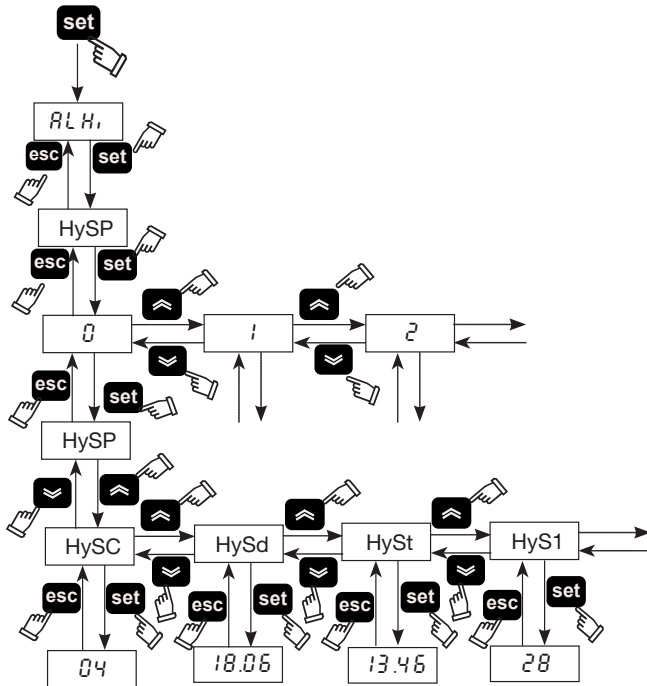 set
ALHi
esc set
HySP
esc set
0 1 2
esc set
HySP
HySC HySd HySt HyS1
esc set esc set esc set esc set
04 18.06 13.46 28